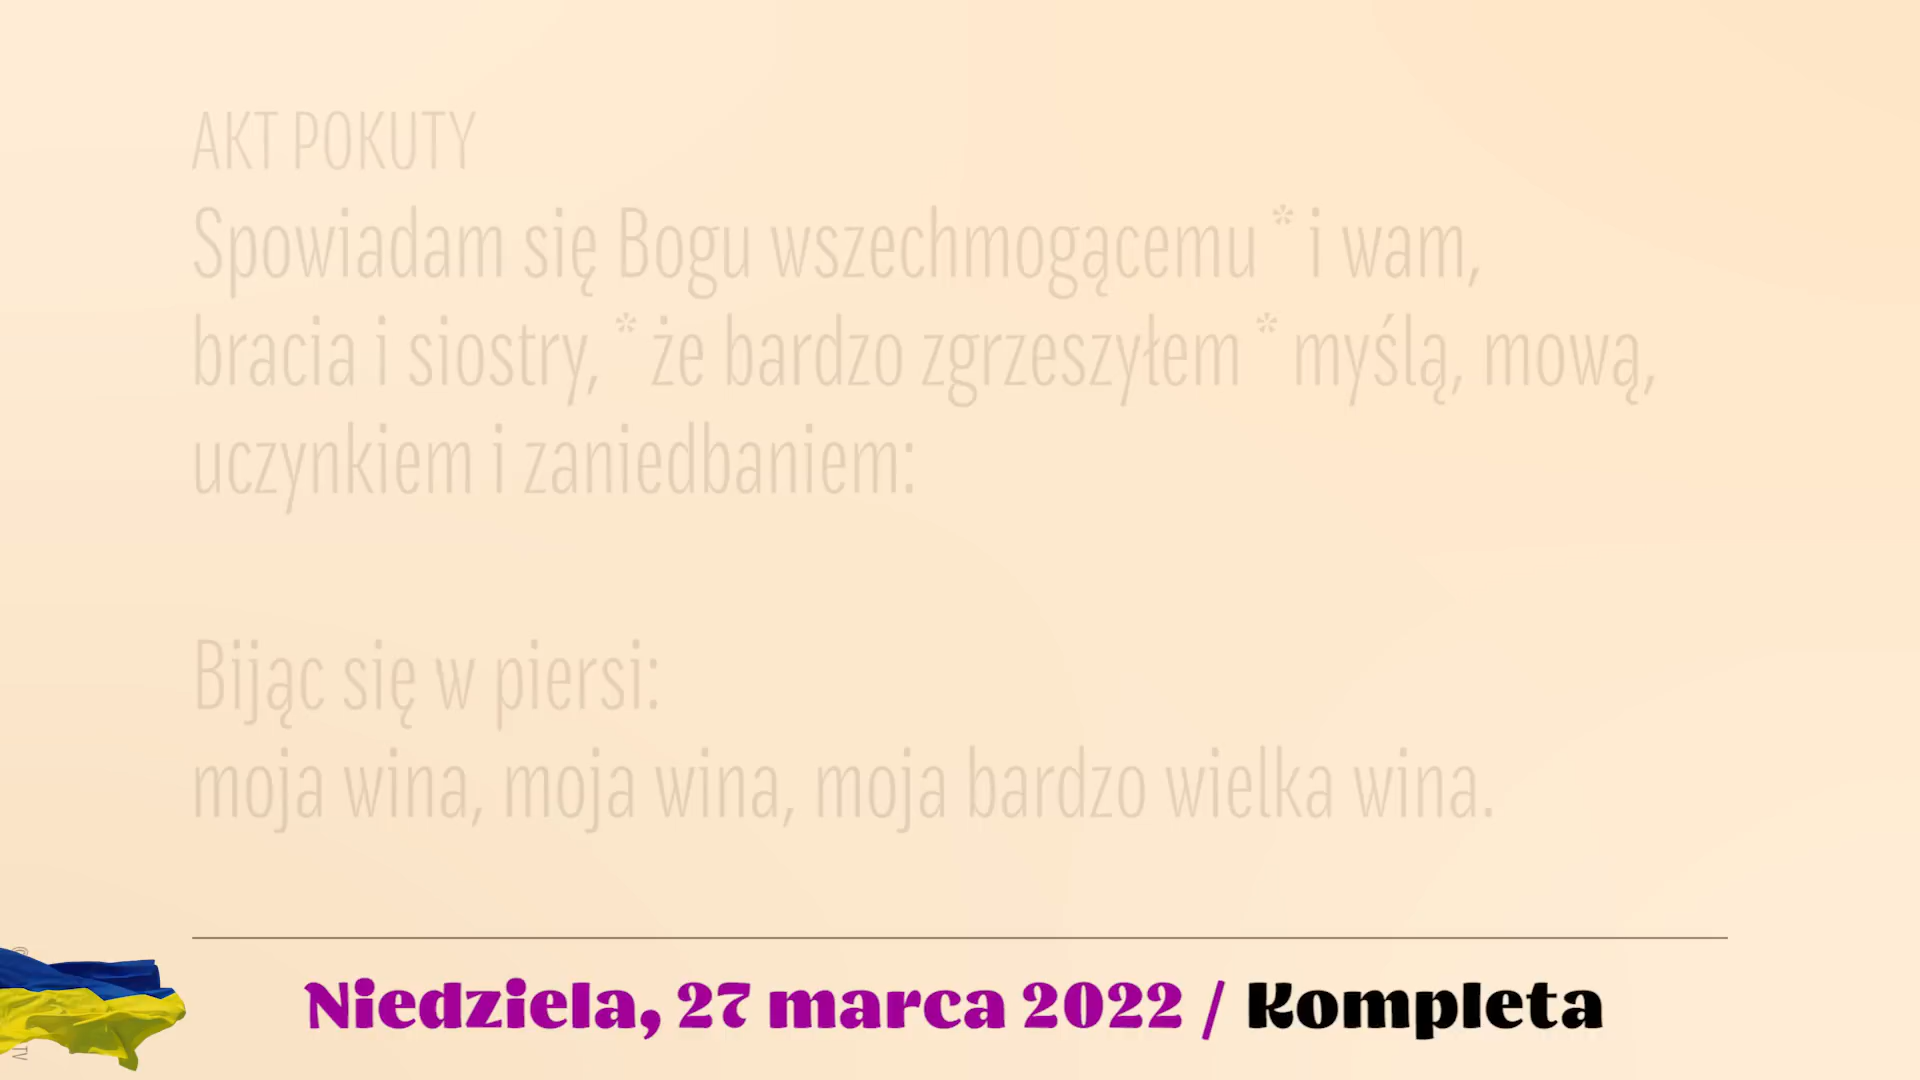 AKT POKUTY
Spowiadam się Bogu wszechmogącemu * i wam,
bracia i siostry, * że bardzo zgrzeszyłem * myślą, mową,
uczynkiem i zaniedbaniem:
Bijąc się w piersi:
moja wina, moja wina, moja bardzo wielka wina.
Niedziela, 27 marca 2022 / Kompleta
TV